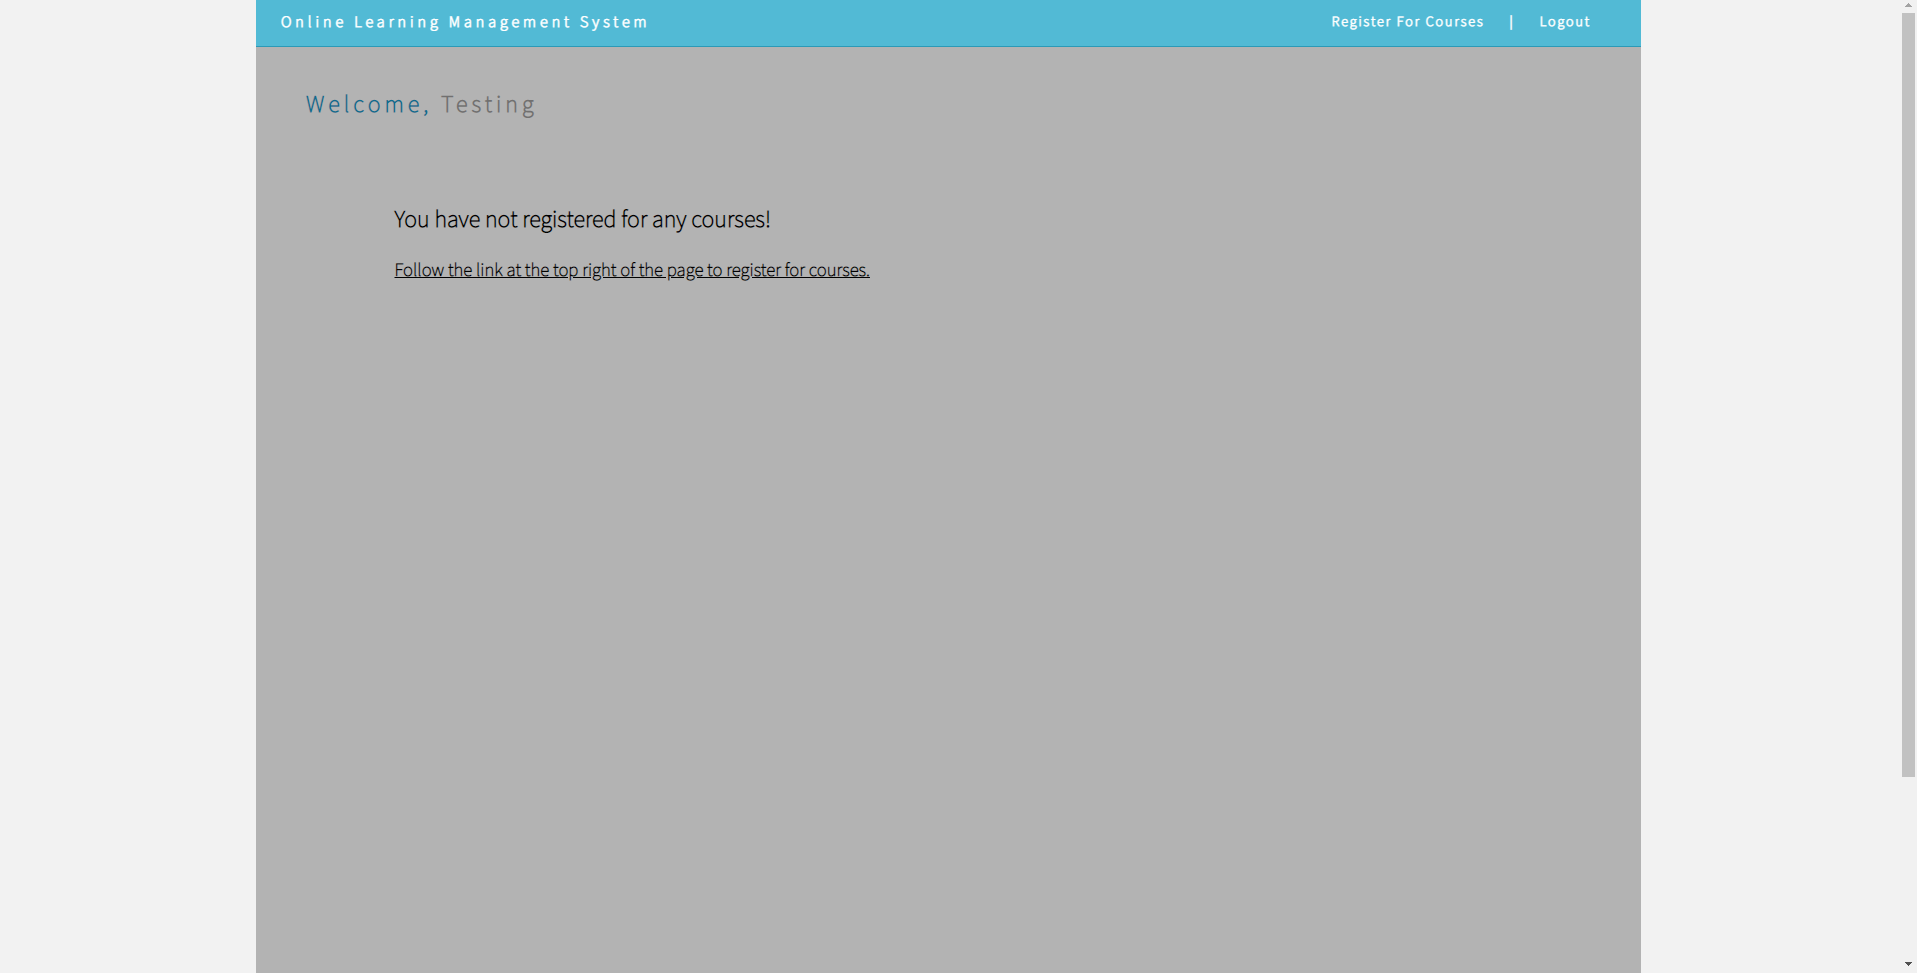 Online Learning Management System
Register For Courses | Logout
Welcome, Testing
You have not registered for any courses!
Follow the link at the top right of the page to register for courses.